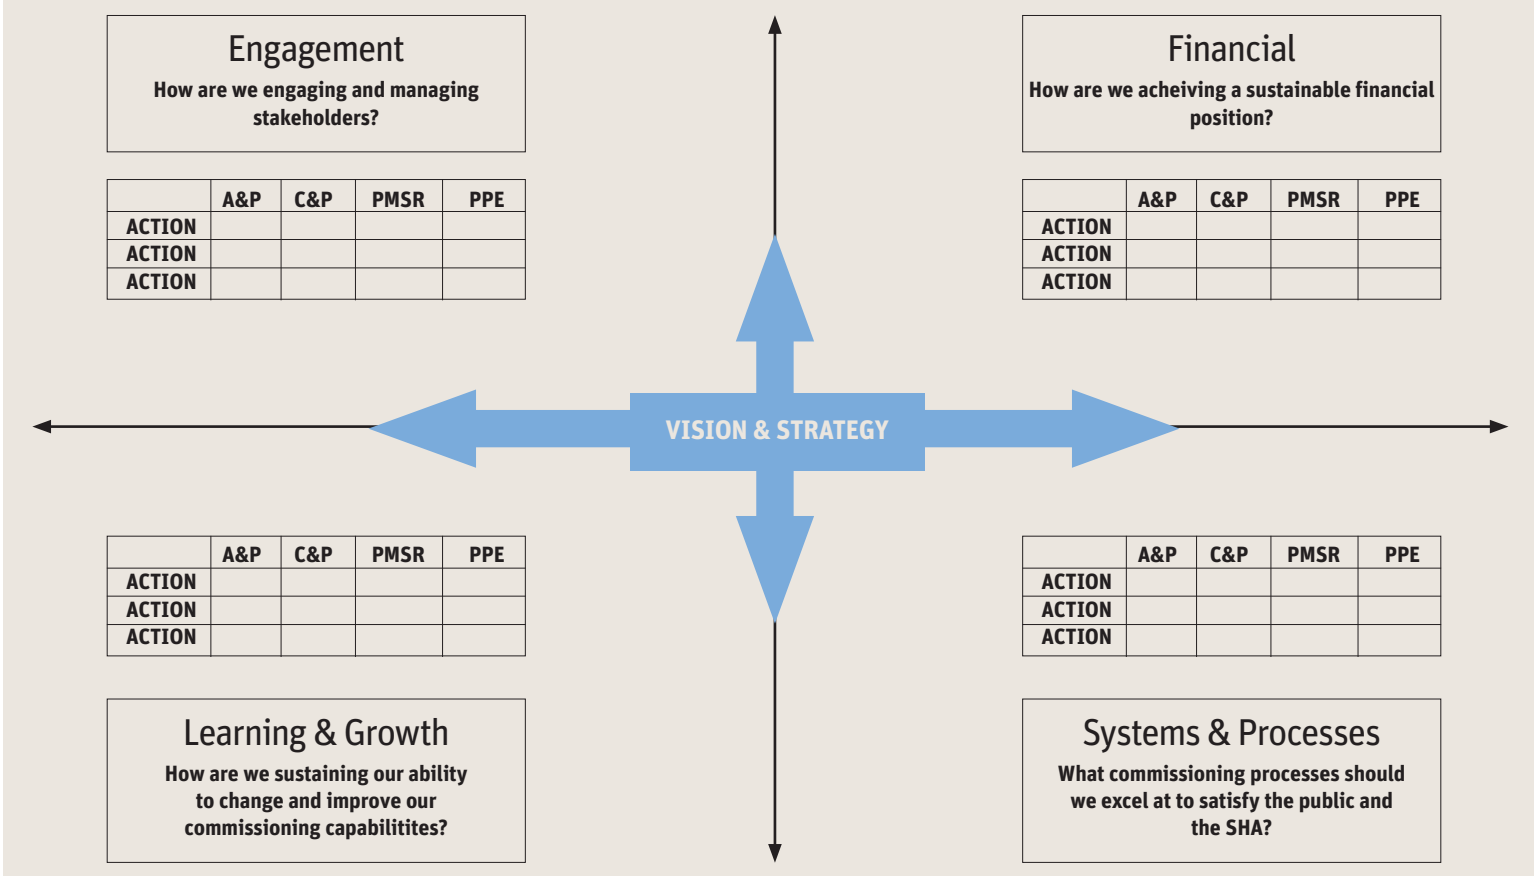 Engagement
How are we engaging and managing
stakeholders?
Financial
How are we acheiving a sustainable financial
position?
A&P C&P PMSR PPE
ACTION
ACTION
ACTION
A&P C&P PMSR PPE
ACTION
ACTION
ACTION
VISION & STRATEGY
A&P C&P PMSR PPE
ACTION
ACTION
ACTION
A&P C&P PMSR PPE
ACTION
ACTION
ACTION
Learning & Growth
How are we sustaining our ability
to change and improve our
commissioning capabilitites?
Systems & Processes
What commissioning processes should
we excel at to satisfy the public and
the SHA?